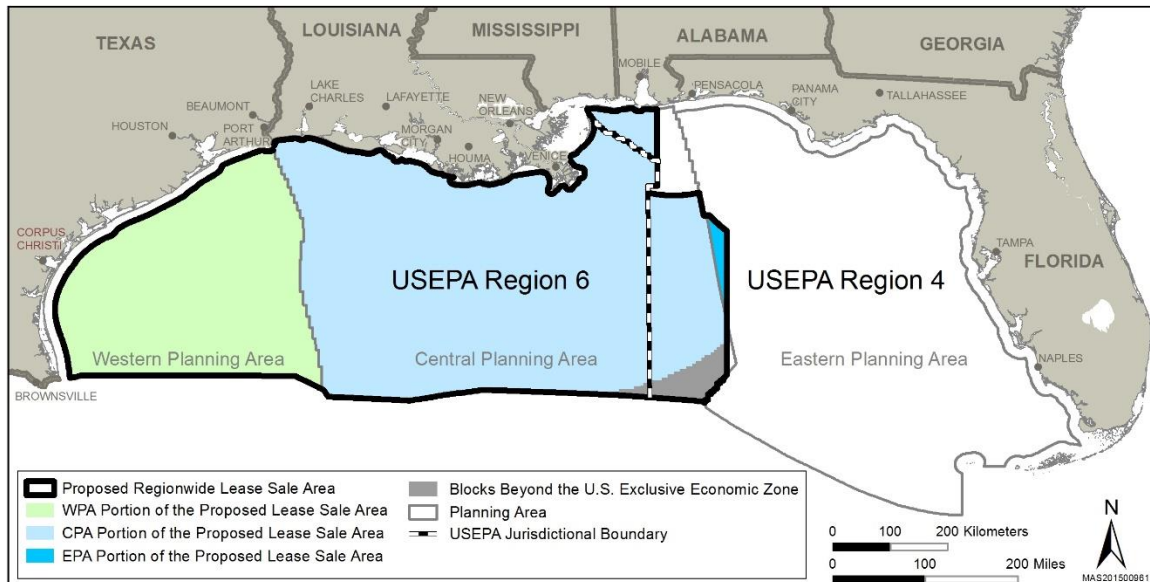 TEXAS
LOUISIANA
MISSISSIPPI
ALABAMA
GEORGIA
MOBILE
PENSACOLA
PANAMA
CITY
TALLAHASSEE
LAKE
CHARLES
LAFAYETTE
NEW
ORLEANS
BEAUMONT
HOUSTON
PORT
ARTHUR
MORGAN
CITY
HOUMA
VENICE
CORPUS
CHRISTI
TAMPA
FLORIDA
USEPA Region 6
USEPA Region 4
Western Planning Area
Central Planning Area
Eastern Planning Area
NAPLES
BROWNSVILLE
Proposed Regionwide Lease Sale Area
WPA Portion of the Proposed Lease Sale Area
CPA Portion of the Proposed Lease Sale Area
EPA Portion of the Proposed Lease Sale Area
Blocks Beyond the U.S. Exclusive Economic Zone
Planning Area
USEPA Jurisdictional Boundary
0 100 200 Kilometers
0 100 200 Miles
N
MAS201500961